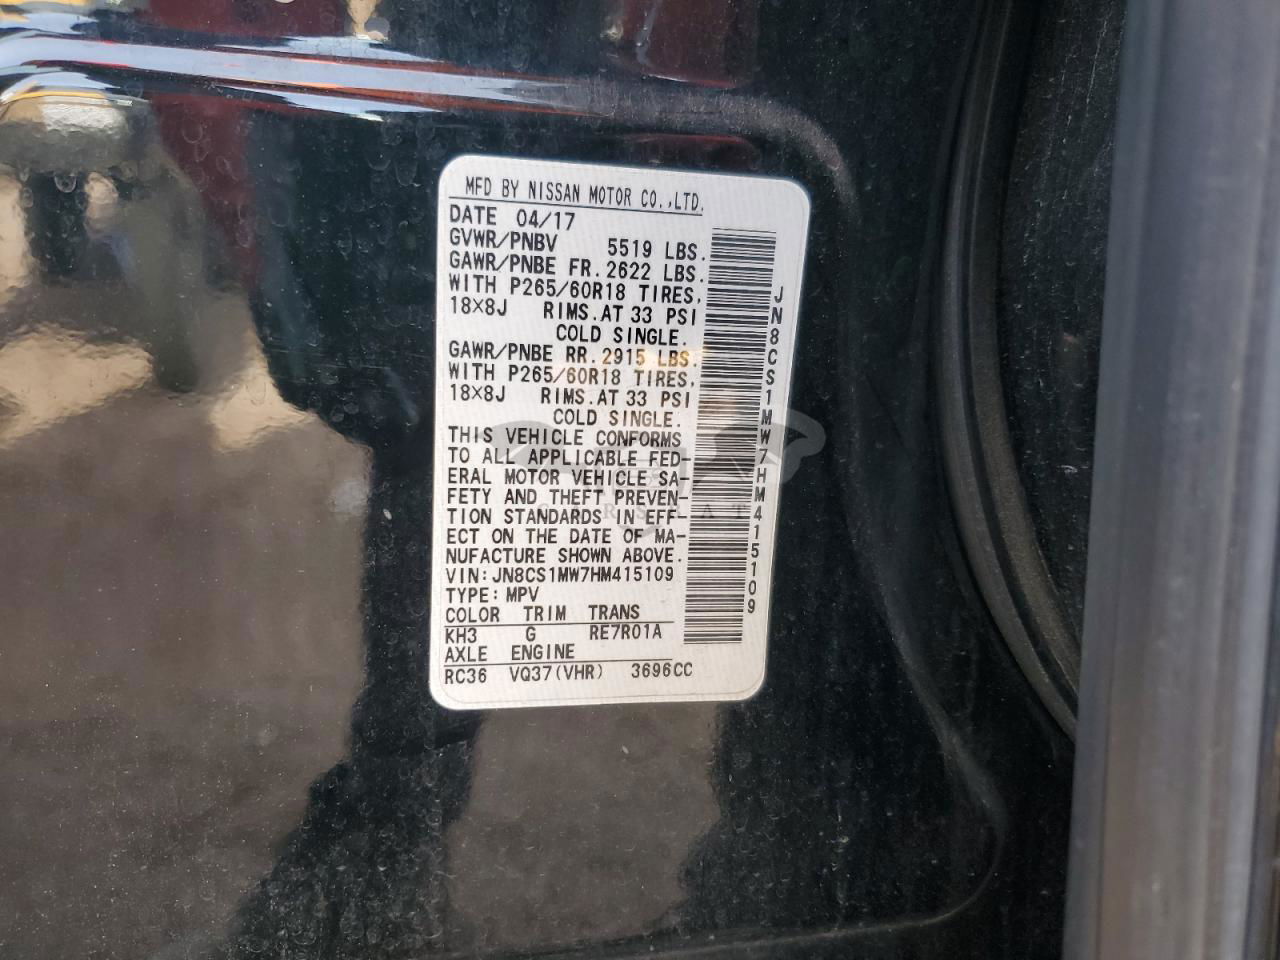 MFD BY NISSAN MOTOR CO.,LTD.
DATE 04/17
GVWR/PNBV 5519 LBS.
GAWR/PNBE FR. 2622 LBS.
WITH P265/60R18 TIRES,
18×8J RIMS.AT 33 PSI
COLD SINGLE.
GAWR/PNBE RR. 2915 LBS.
WITH P265/60R18 TIRES,
18×8J RIMS.AT 33 PSI
COLD SINGLE.
THIS VEHICLE CONFORMS
TO ALL APPLICABLE FED-
ERAL MOTOR VEHICLE SA-
FETY AND THEFT PREVEN-
TION STANDARDS IN EFF-
ECT ON THE DATE OF MA-
NUFACTURE SHOWN ABOVE.
VIN: JN8CS1MW7HM415109
TYPE: MPV
COLOR TRIM TRANS
KH3 G RE7R01A
AXLE ENGINE
RC36 VQ37(VHR) 3696CC
JN8CS1MW7HM415109